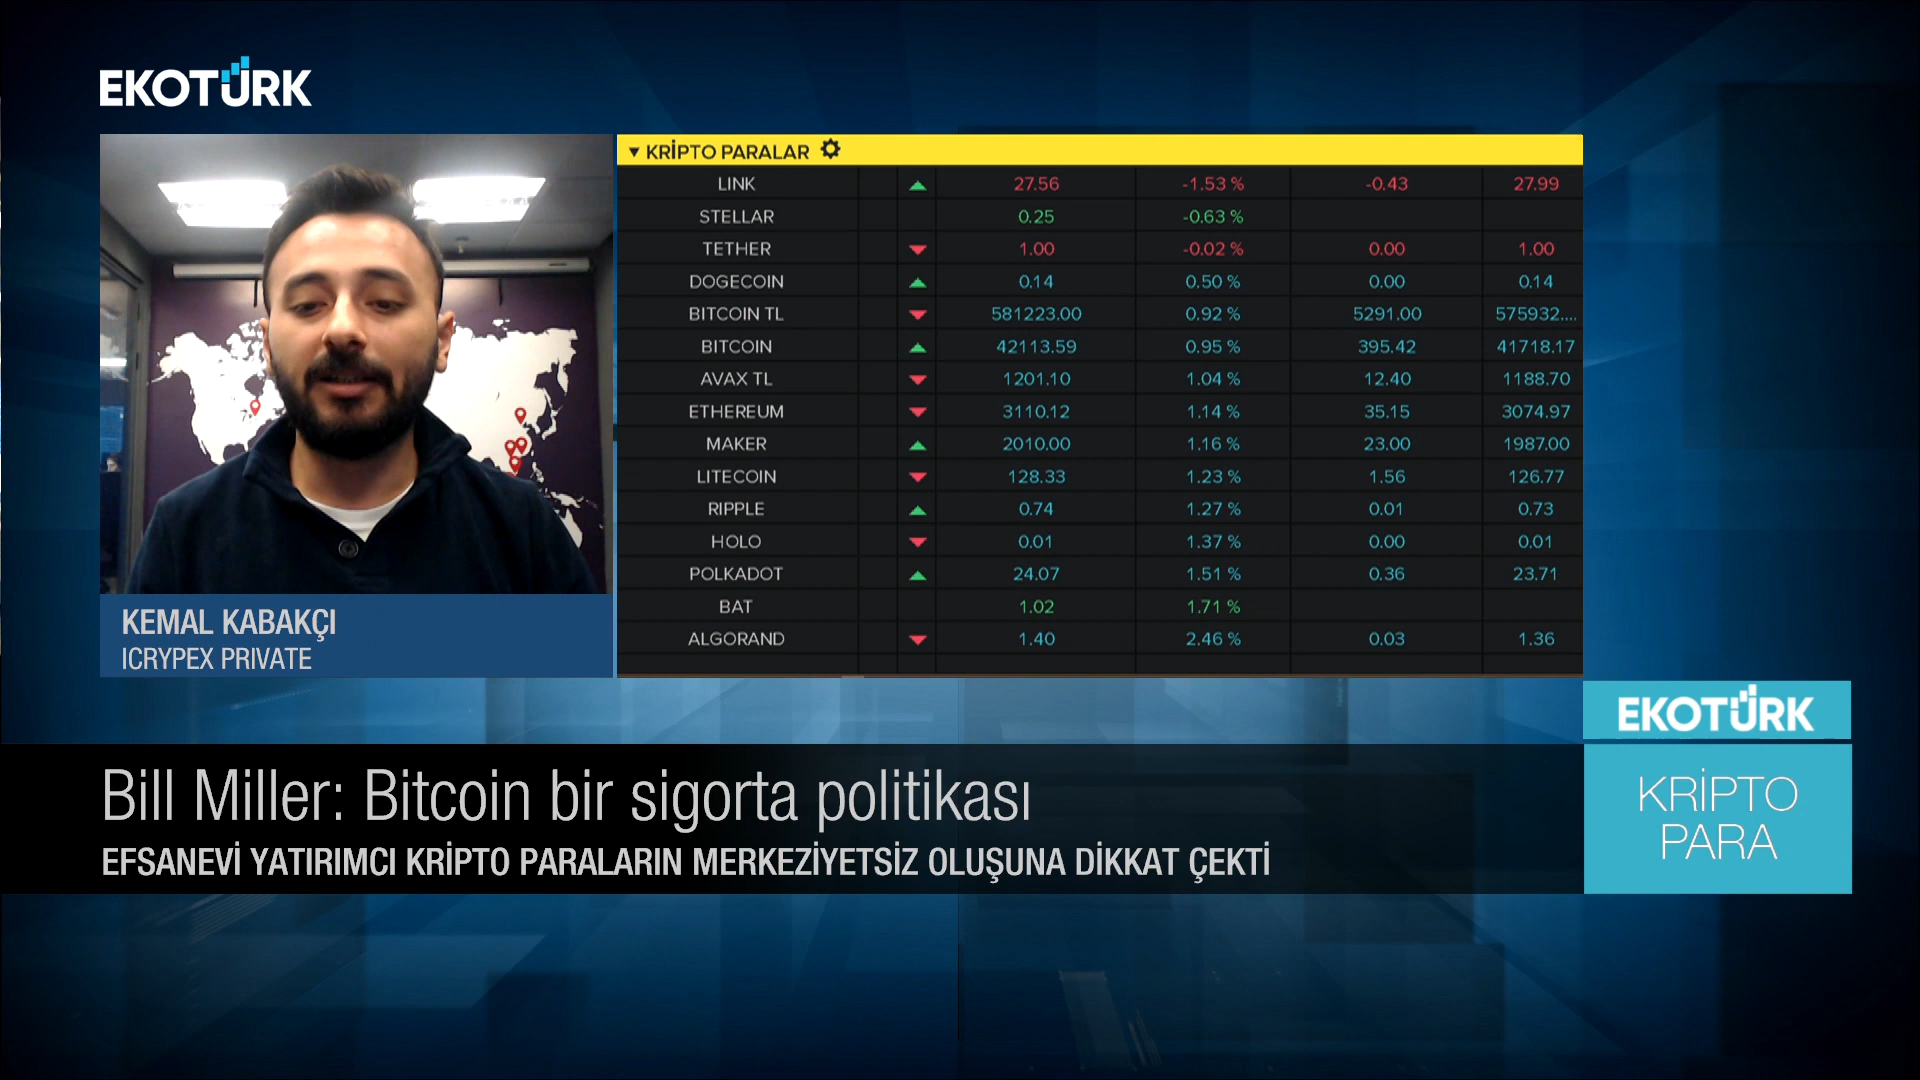 EKOTÜRK
▼ KRİPTO PARALAR
LINK 27.56 -1.53 % -0.43 27.99
STELLAR 0.25 -0.63 %
TETHER 1.00 -0.02 % 0.00 1.00
DOGECOIN 0.14 0.50 % 0.00 0.14
BITCOIN TL 581223.00 0.92 % 5291.00 575932....
BITCOIN 42113.59 0.95 % 395.42 41718.17
AVAX TL 1201.10 1.04 % 12.40 1188.70
ETHEREUM 3110.12 1.14 % 35.15 3074.97
MAKER 2010.00 1.16 % 23.00 1987.00
LITECOIN 128.33 1.23 % 1.56 126.77
RIPPLE 0.74 1.27 % 0.01 0.73
HOLO 0.01 1.37 % 0.00 0.01
POLKADOT 24.07 1.51 % 0.36 23.71
BAT 1.02 1.71 %
ALGORAND 1.40 2.46 % 0.03 1.36
KEMAL KABAKÇI
ICRYPEX PRIVATE
EKOTÜRK
Bill Miller: Bitcoin bir sigorta politikası
EFSANEVİ YATIRIMCI KRİPTO PARALARIN MERKEZİYETSİZ OLUŞUNA DİKKAT ÇEKTİ
KRİPTO
PARA